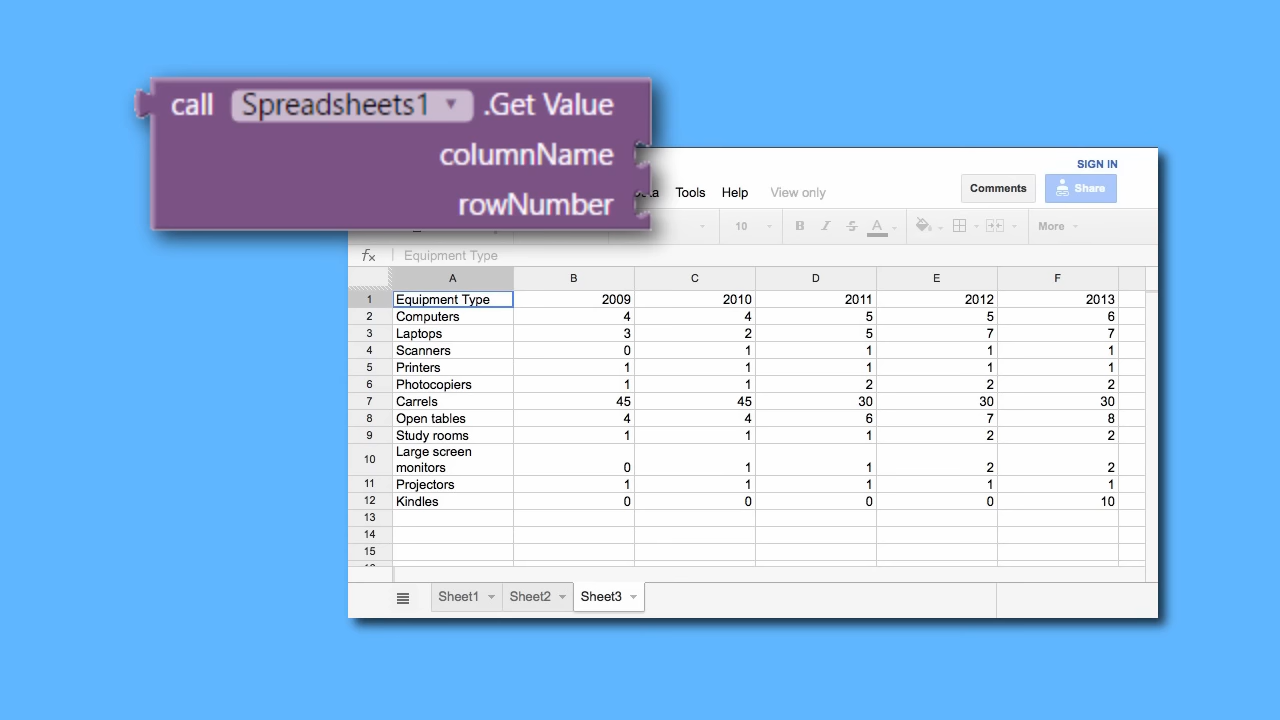 call Spreadsheets1 .Get Value
columnName
rowNumber
SIGN IN
Tools Help View only Comments Share
10 B I S A More
fx Equipment Type
A B C D E F
1 Equipment Type 2009 2010 2011 2012 2013
2 Computers 4 4 5 5 6
3 Laptops 3 2 5 7 7
4 Scanners 0 1 1 1 1
5 Printers 1 1 1 1 1
6 Photocopiers 1 1 2 2 2
7 Carrels 45 45 30 30 30
8 Open tables 4 4 6 7 8
9 Study rooms 1 1 1 2 2
Large screen
10 monitors 0 1 1 2 2
11 Projectors 1 1 1 1 1
12 Kindles 0 0 0 0 10
13
14
15
Sheet1 Sheet2 Sheet3